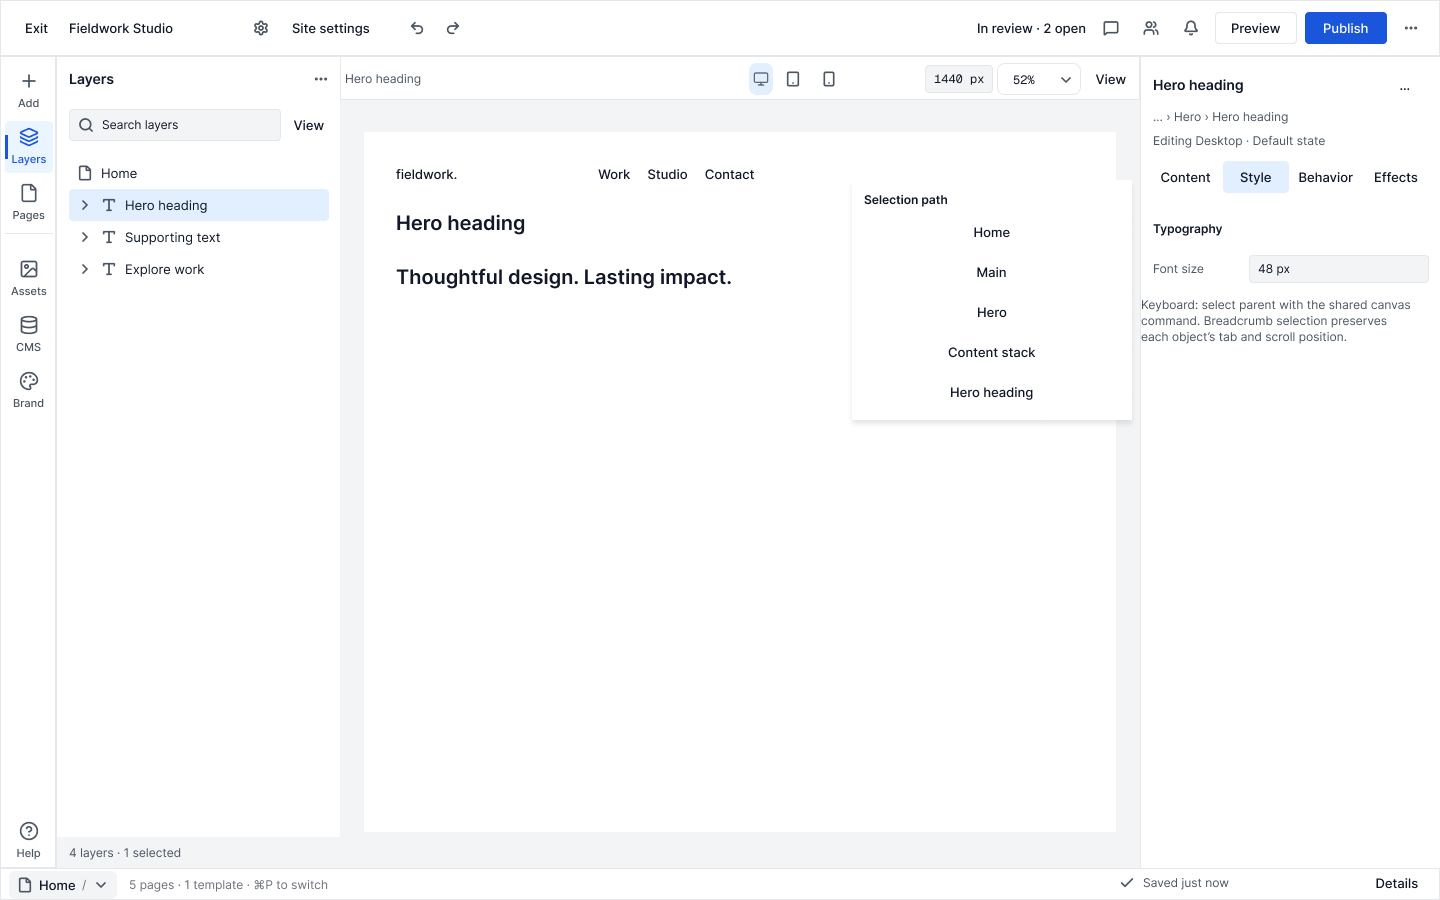 Exit
Fieldwork Studio
Site settings
In review · 2 open
Preview
Publish
Add
Layers
Pages
Assets
CMS
Brand
Help
Layers
Search layers
View
Home
Hero heading
Supporting text
Explore work
4 layers · 1 selected
Hero heading
1440 px
52%
View
fieldwork.
Work
Studio
Contact
Hero heading
Thoughtful design. Lasting impact.
Selection path
Home
Main
Hero
Content stack
Hero heading
Hero heading
... › Hero › Hero heading
Editing Desktop · Default state
Content
Style
Behavior
Effects
Typography
Font size
48 px
Keyboard: select parent with the shared canvas
command. Breadcrumb selection preserves
each object’s tab and scroll position.
Home /
5 pages · 1 template · ⌘P to switch
Saved just now
Details